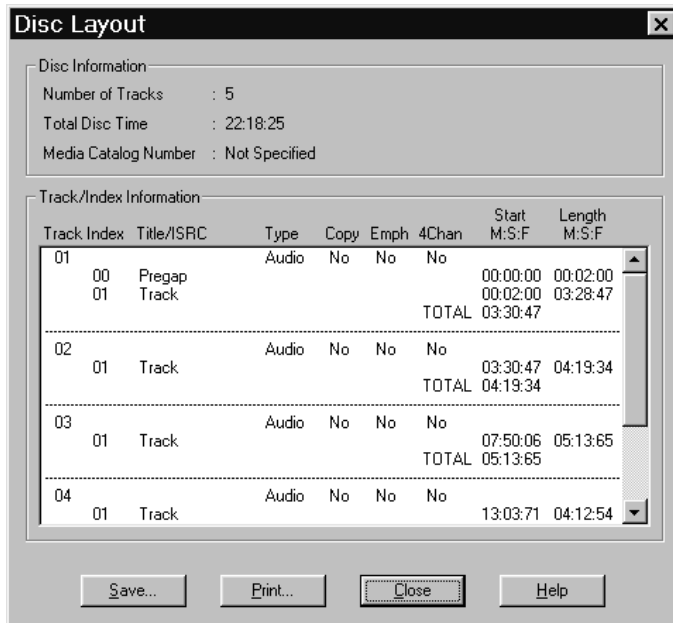 Disc Layout
Disc Information
Number of Tracks : 5
Total Disc Time : 22:18:25
Media Catalog Number : Not Specified
Track/Index Information
Start Length
Track Index Title/ISRC Type Copy Emph 4Chan M:S:F M:S:F
01 Audio No No No
00 Pregap 00:00:00 00:02:00
01 Track 00:02:00 03:28:47
TOTAL 03:30:47
02 Audio No No No
01 Track 03:30:47 04:19:34
TOTAL 04:19:34
03 Audio No No No
01 Track 07:50:06 05:13:65
TOTAL 05:13:65
04 Audio No No No
01 Track 13:03:71 04:12:54
Save... Print... Close Help